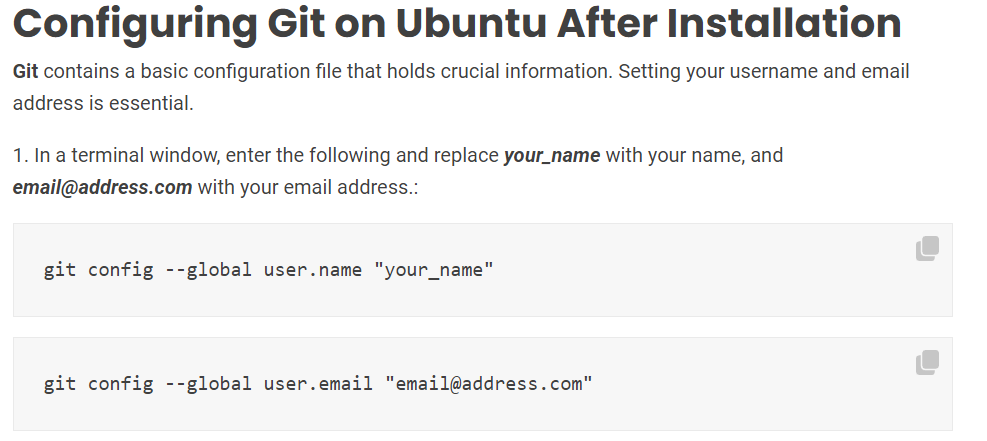 Configuring Git on Ubuntu After Installation
Git contains a basic configuration file that holds crucial information. Setting your username and email
address is essential.
1. In a terminal window, enter the following and replace your_name with your name, and
email@address.com with your email address.:
git config --global user.name "your_name"
git config --global user.email "email@address.com"